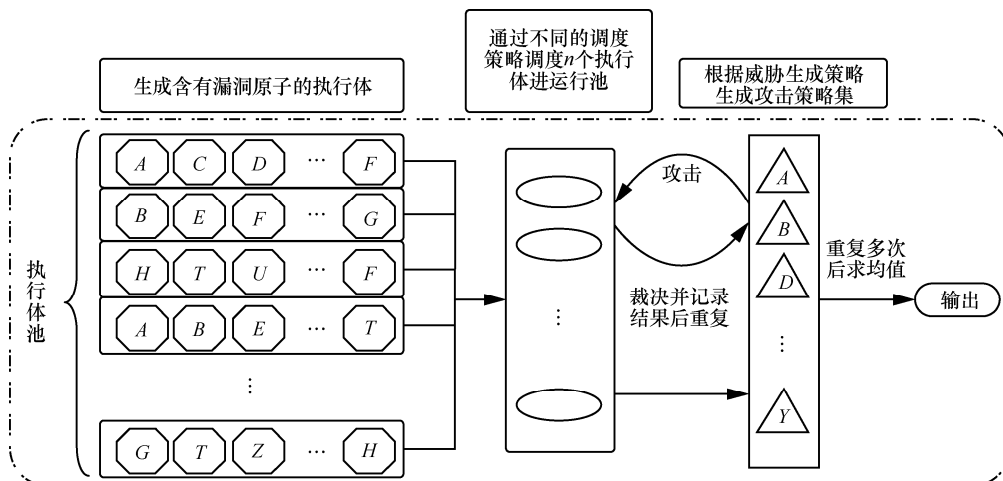 生成含有漏洞原子的执行体
通过不同的调度
策略调度n个执行
体进运行池
根据威胁生成策略
生成攻击策略集
执行体池
A C D … F
B E F … G
H T U … F
A B E … T
⋮
G T Z … H
⋮
攻击
裁决并记录
结果后重复
A
B
D
⋮
Y
重复多次
后求均值
输出